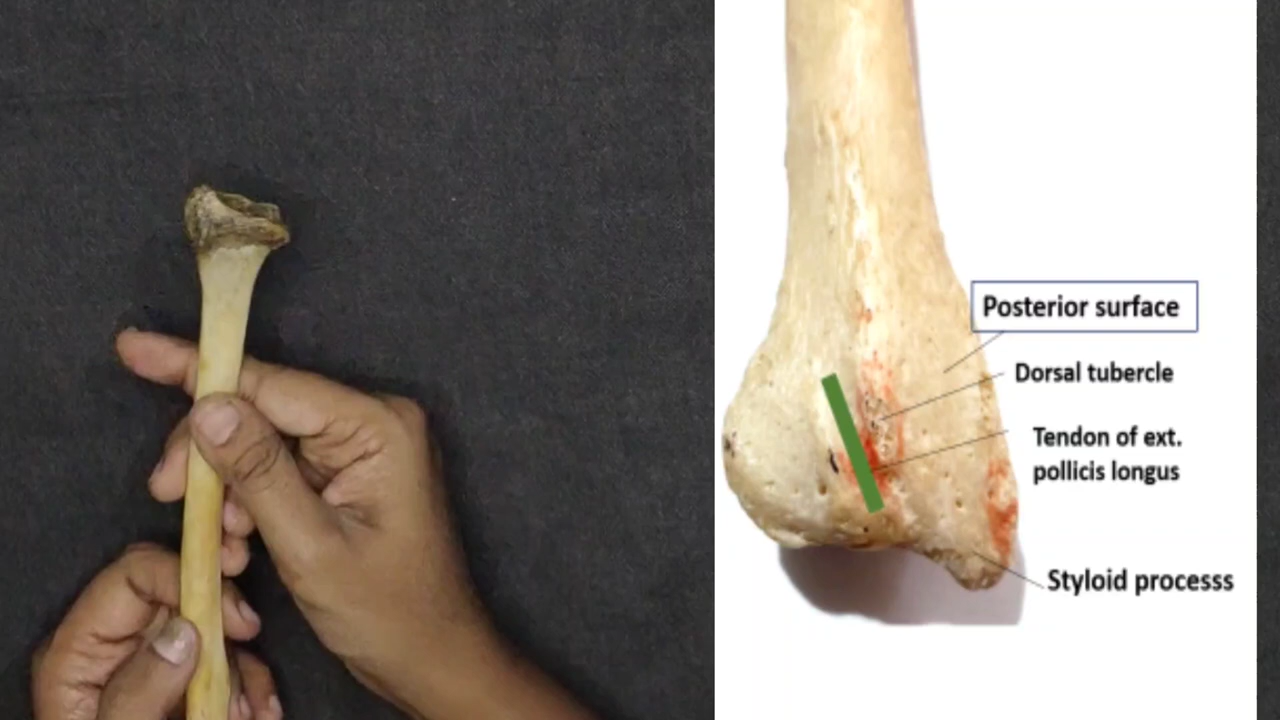 Posterior surface
Dorsal tubercle
Tendon of ext.
pollicis longus
Styloid processs